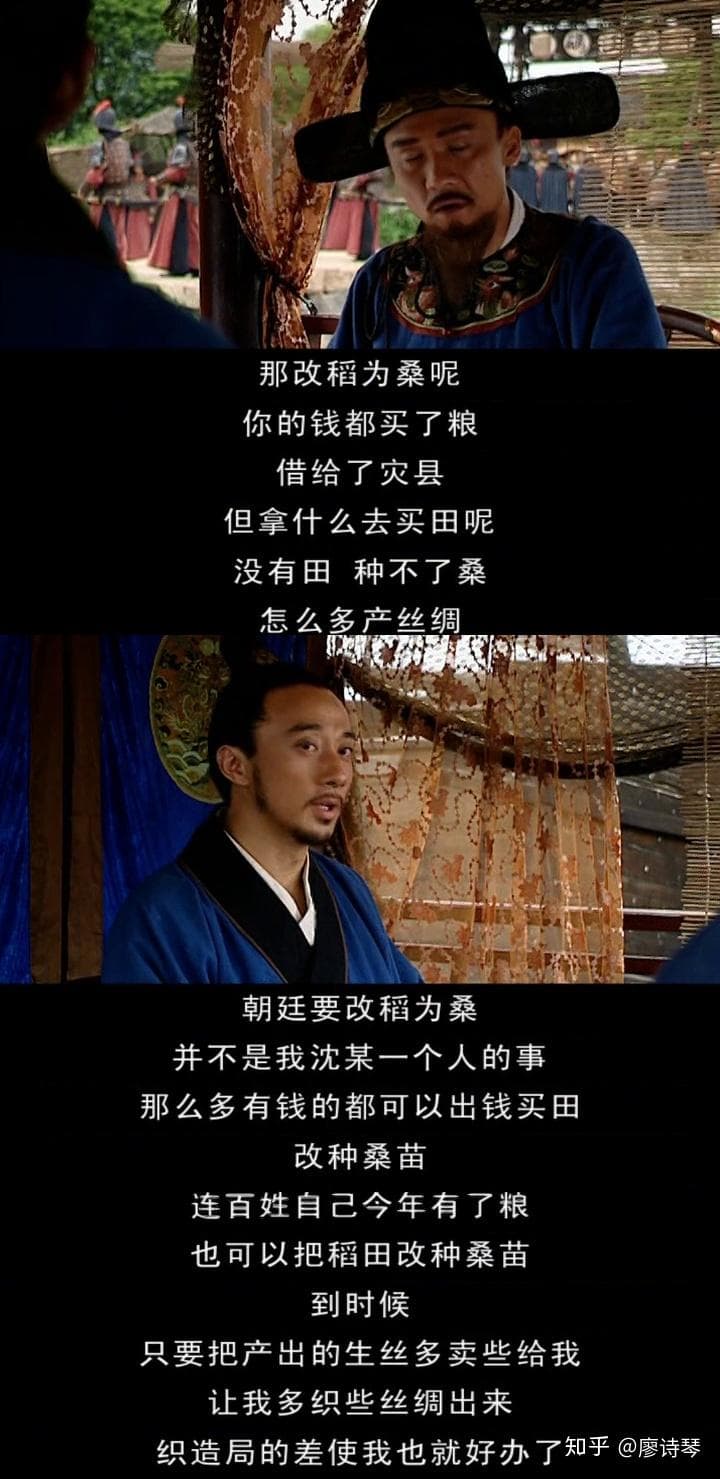 那改稻为桑呢
你的钱都买了粮
借给了灾县
但拿什么去买田呢
没有田 种不了桑
怎么多产丝绸
朝廷要改稻为桑
并不是我沈某一个人的事
那么多有钱的都可以出钱买田
改种桑苗
连百姓自己今年有了粮
也可以把稻田改种桑苗
到时候
只要把产出的生丝多卖些给我
让我多织些丝绸出来
织造局的差使我也就好办了
知乎 @廖诗琴